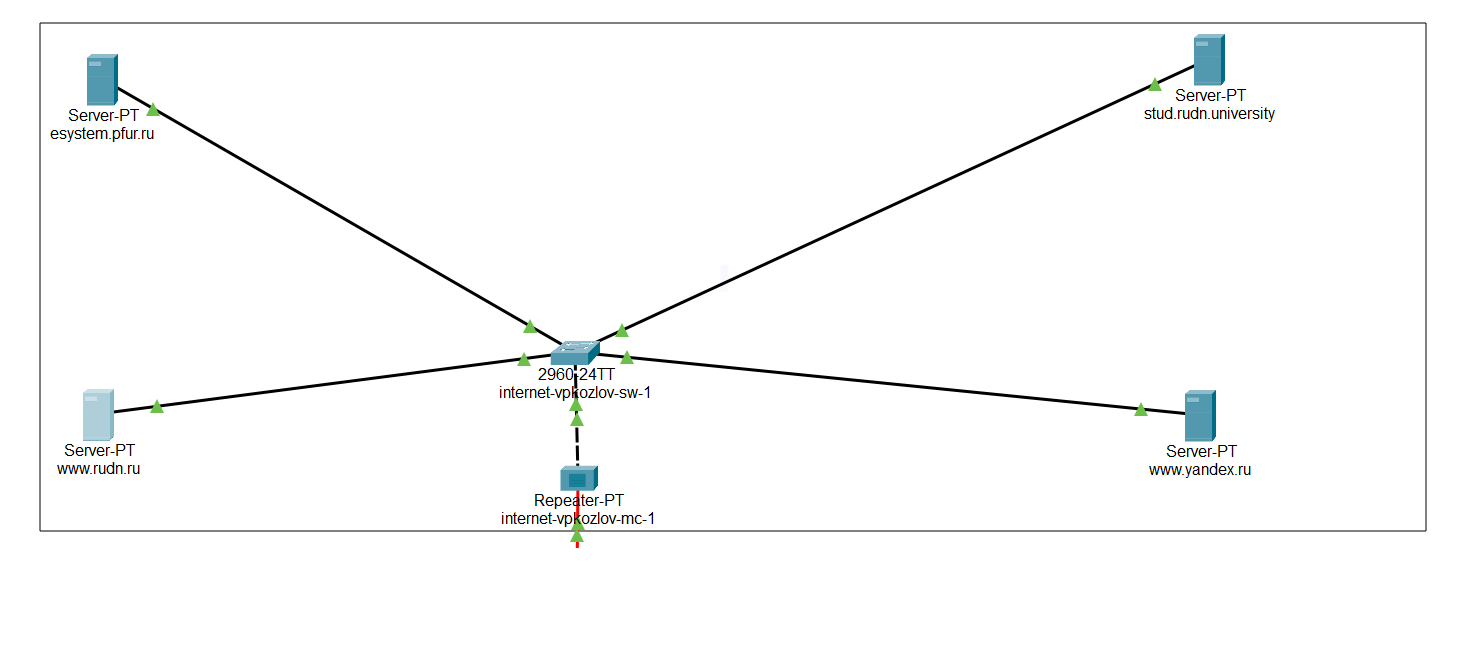 Server-PT
esystem.pfur.ru
Server-PT
stud.rudn.university
2960-24TT
internet-vpkozlov-sw-1
Server-PT
www.rudn.ru
Server-PT
www.yandex.ru
Repeater-PT
internet-vpkozlov-mc-1